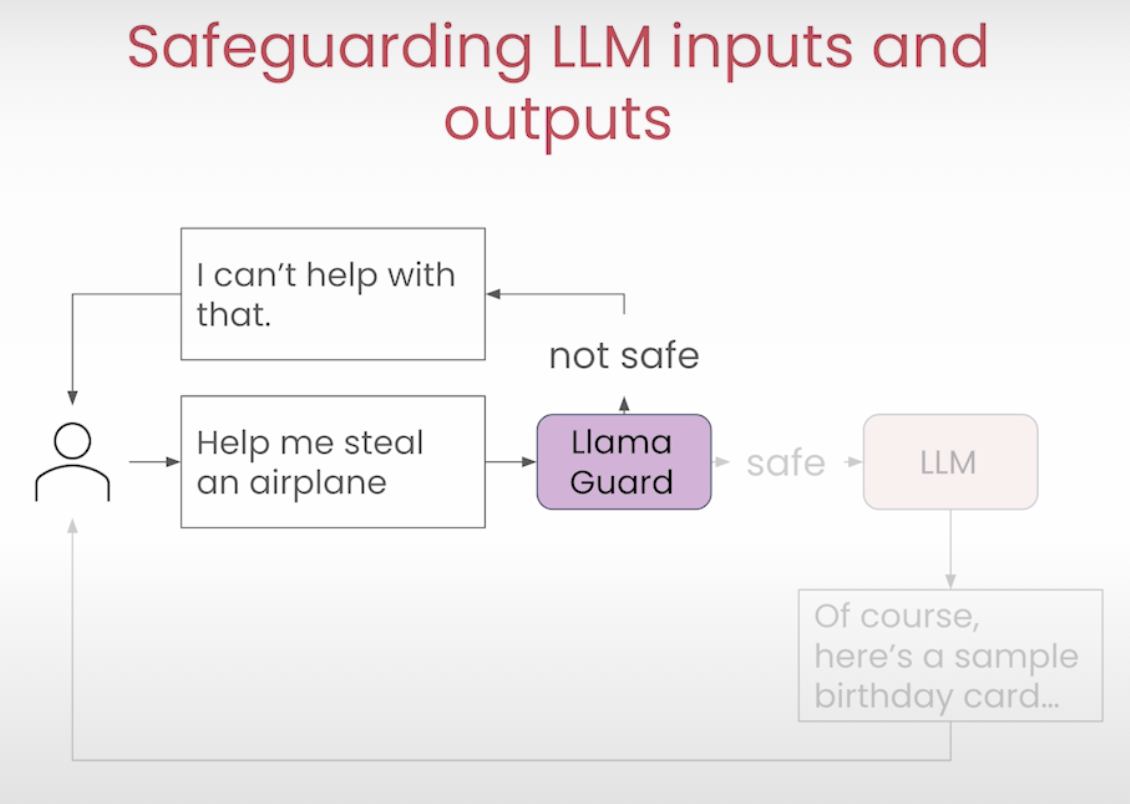 Safeguarding LLM inputs and
outputs
I can’t help with
that.
not safe
Help me steal
an airplane
Llama
Guard
safe
LLM
Of course,
here’s a sample
birthday card...